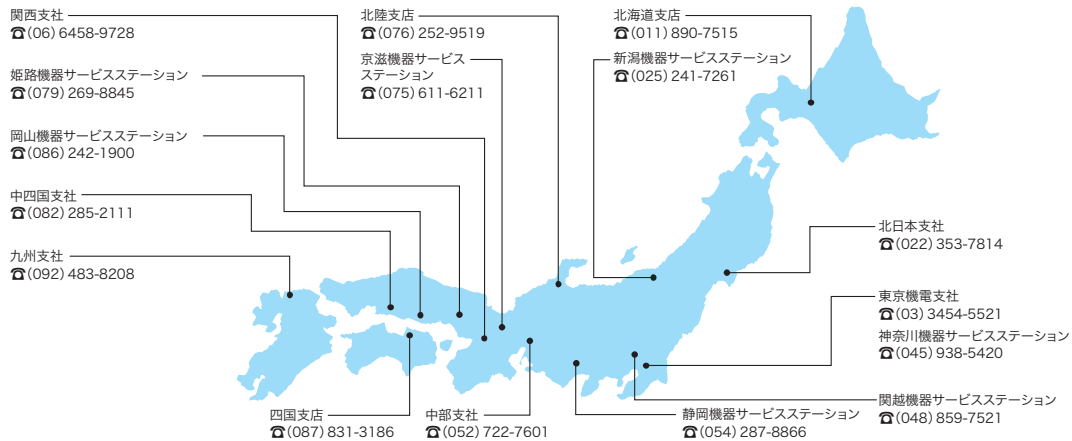 関西支社
☎(06) 6458-9728
姫路機器サービスステーション
☎(079) 269-8845
岡山機器サービスステーション
☎(086) 242-1900
中四国支社
☎(082) 285-2111
九州支社
☎(092) 483-8208
北陸支店
☎(076) 252-9519
京滋機器サービス
ステーション
☎(075) 611-6211
北海道支店
☎(011) 890-7515
新潟機器サービスステーション
☎(025) 241-7261
北日本支社
☎(022) 353-7814
東京機電支社
☎(03) 3454-5521
神奈川機器サービスステーション
☎(045) 938-5420
関越機器サービスステーション
☎(048) 859-7521
四国支店
☎(087) 831-3186
中部支社
☎(052) 722-7601
静岡機器サービスステーション
☎(054) 287-8866